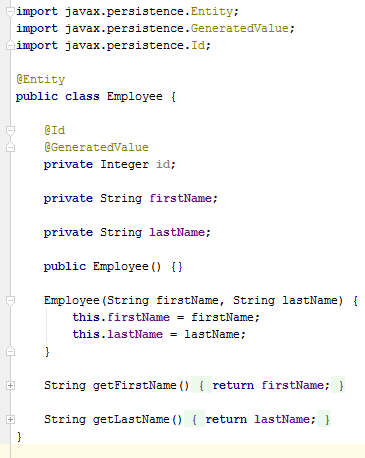 import javax.persistence.Entity;
import javax.persistence.GeneratedValue;
import javax.persistence.Id;

@Entity
public class Employee {

    @Id
    @GeneratedValue
    private Integer id;

    private String firstName;

    private String lastName;

    public Employee() {}

    Employee(String firstName, String lastName) {
        this.firstName = firstName;
        this.lastName = lastName;
    }

    String getFirstName() { return firstName; }

    String getLastName() { return lastName; }
}